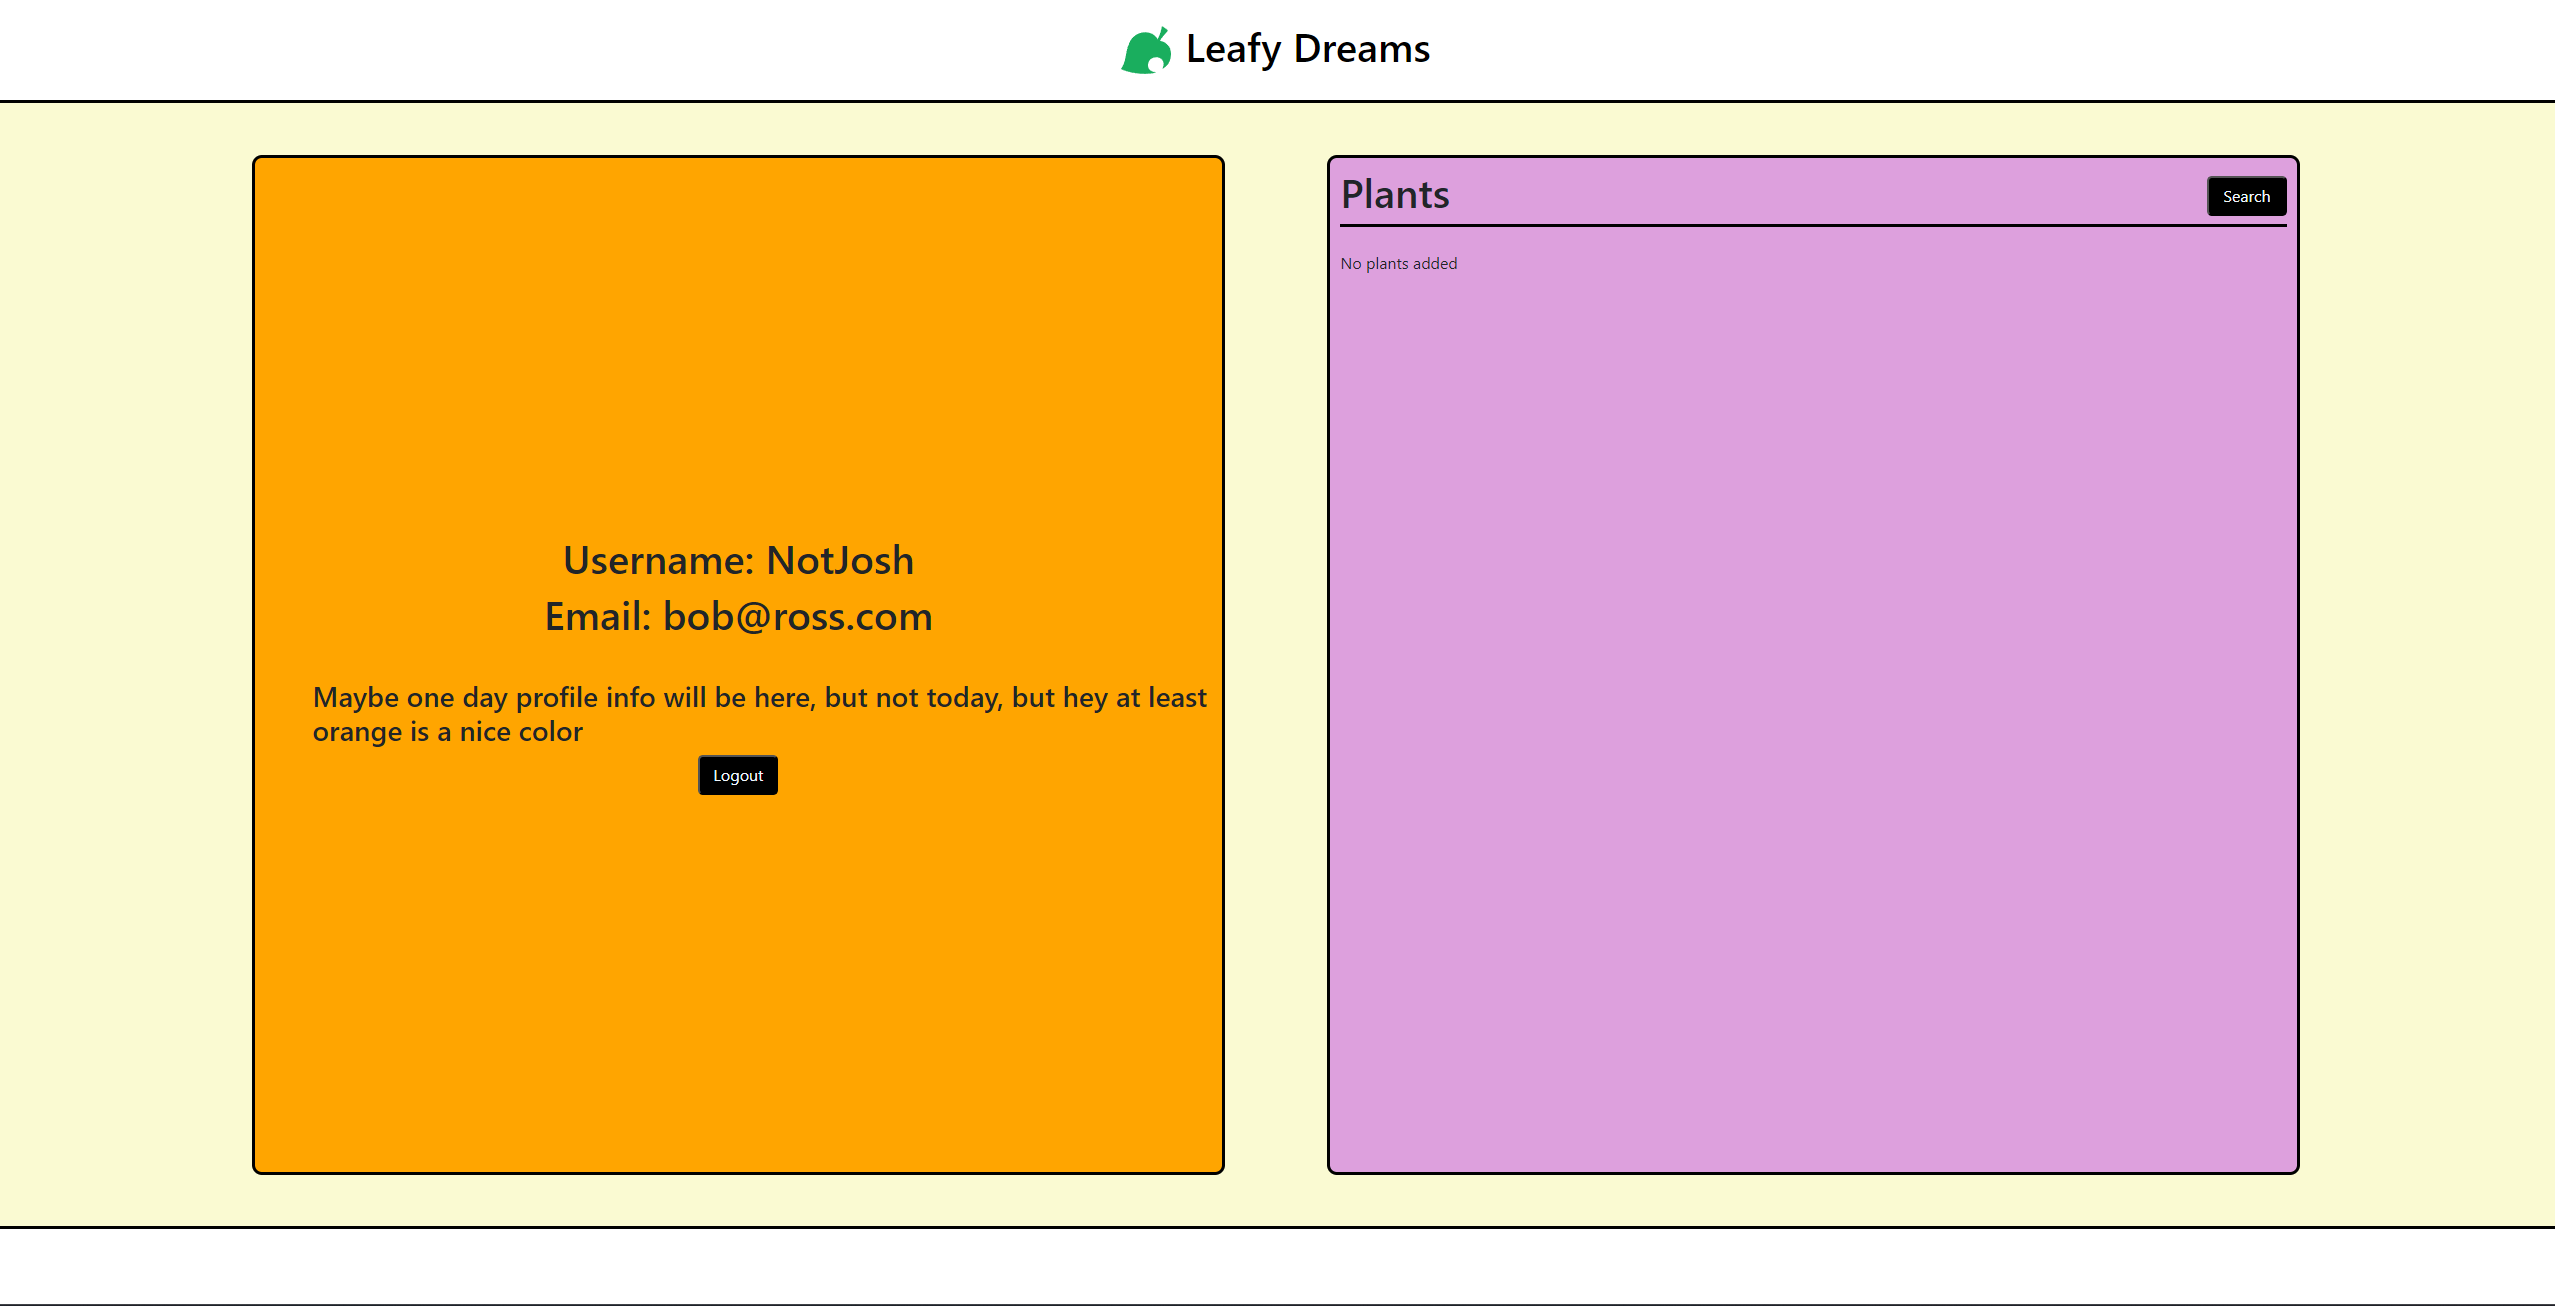 Leafy Dreams
Username: NotJosh
Email: bob@ross.com
Maybe one day profile info will be here, but not today, but hey at least
orange is a nice color
Logout
Plants
Search
No plants added